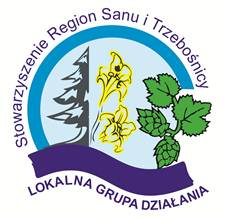 Stowarzyszenie Region Sanu i Trzebośnicy
LOKALNA GRUPA DZIAŁANIA